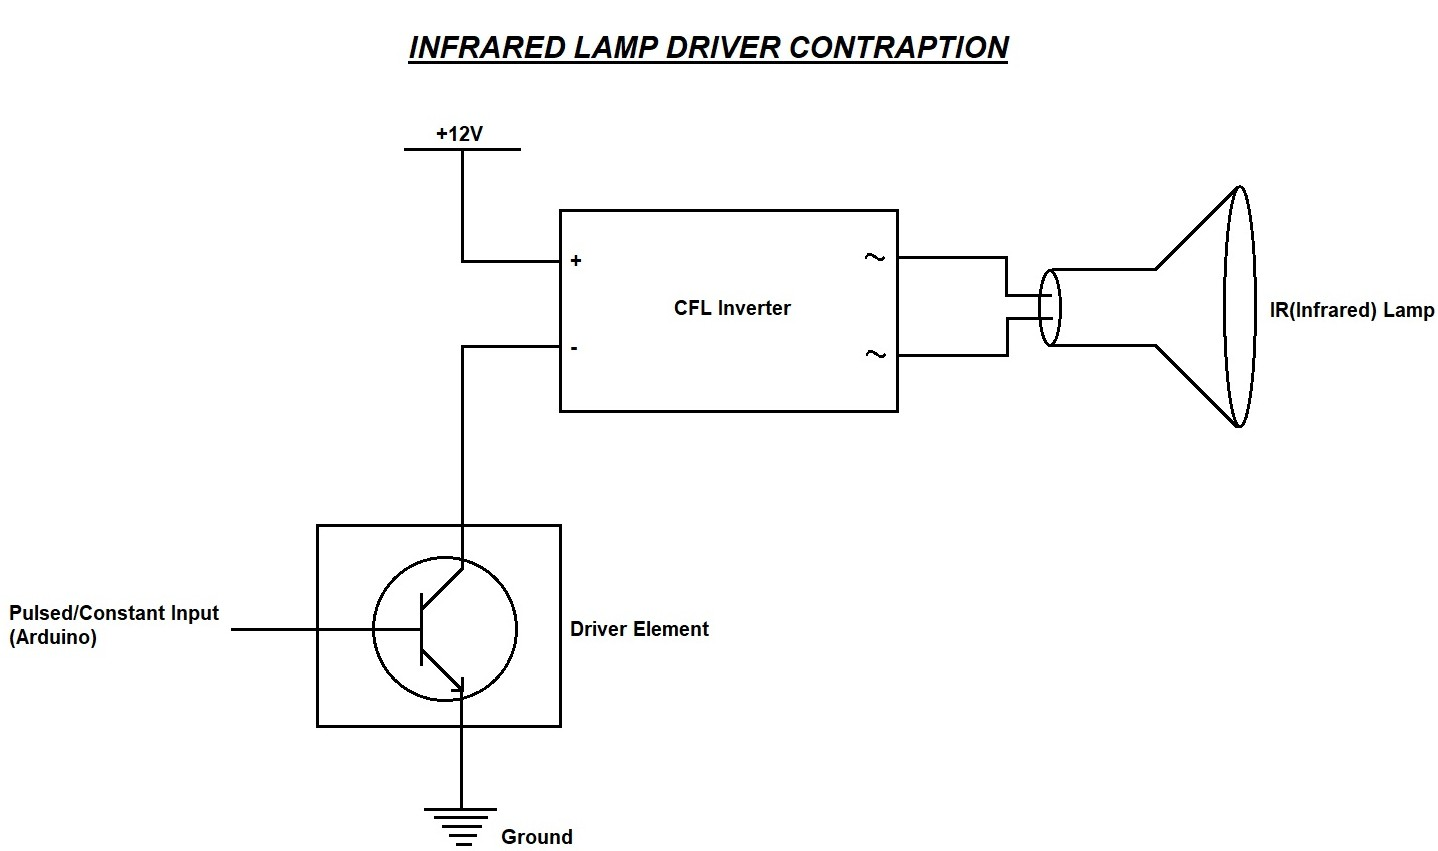 INFRARED LAMP DRIVER CONTRAPTION
+12V
+
~
CFL Inverter
IR(Infrared) Lamp
-
~
Pulsed/Constant Input
(Arduino)
Driver Element
Ground